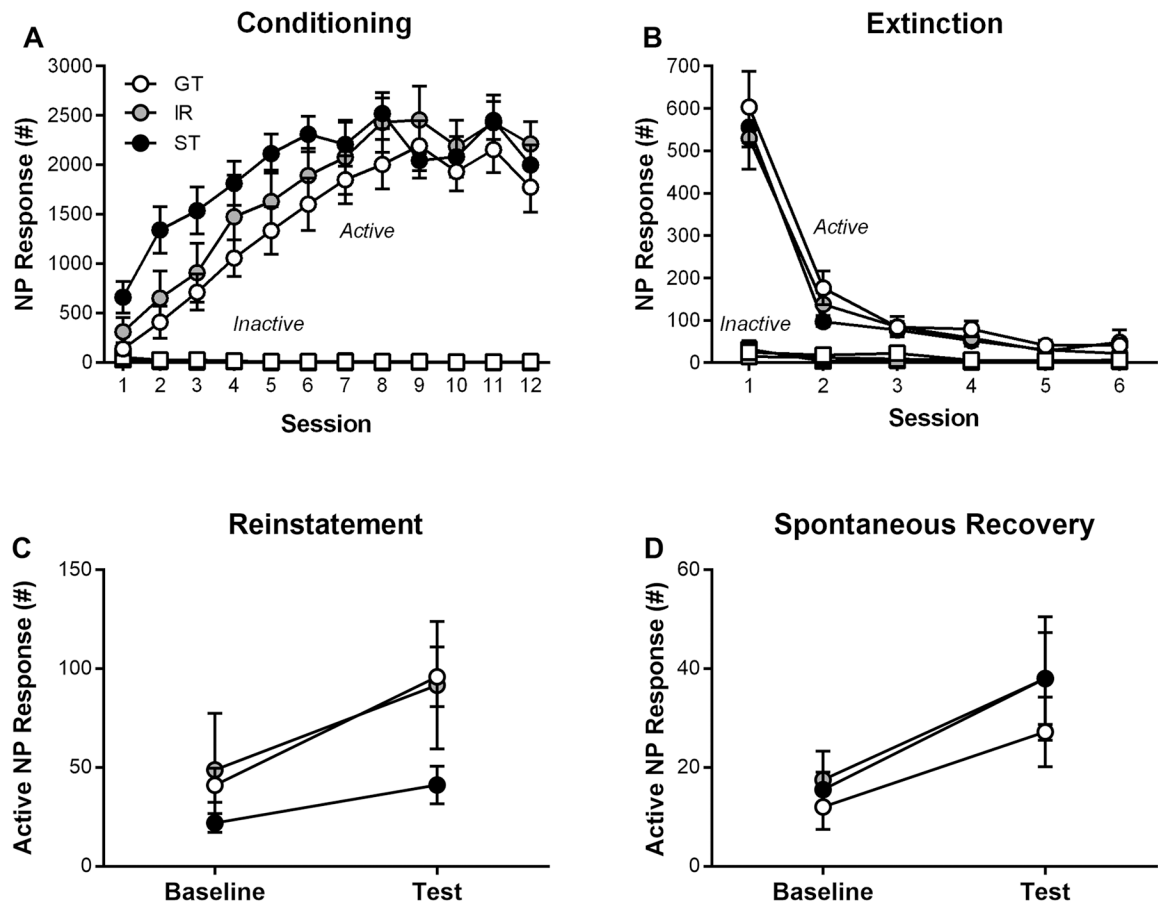 A
Conditioning
NP Response (#)
3000
2500
2000
1500
1000
500
0
GT
IR
ST
Active
Inactive
1 2 3 4 5 6 7 8 9 10 11 12
Session
B
Extinction
NP Response (#)
700
600
500
400
300
200
100
0
Active
Inactive
1 2 3 4 5 6
Session
C
Reinstatement
Active NP Response (#)
150
100
50
0
Baseline Test
D
Spontaneous Recovery
Active NP Response (#)
60
40
20
0
Baseline Test